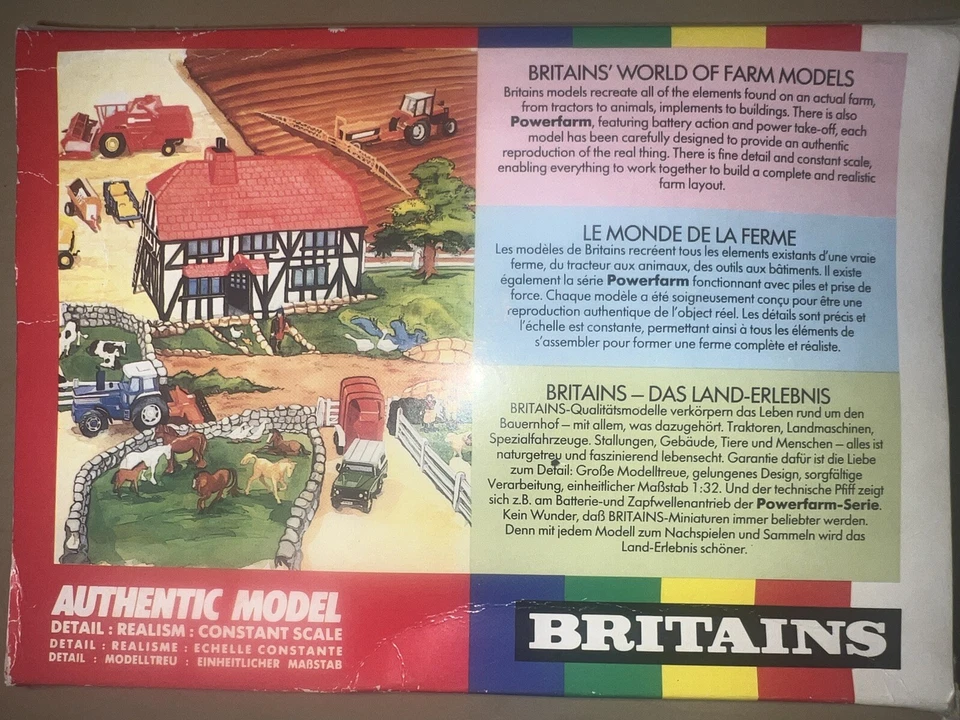 BRITAINS' WORLD OF FARM MODELS
Britains models recreate all of the elements found on an actual farm,
from tractors to animals, implements to buildings. There is also
Powerfarm, featuring battery action and power take-off, each
model has been carefully designed to provide an authentic
reproduction of the real thing. There is fine detail and constant scale,
enabling everything to work together to build a complete and realistic
farm layout.
LE MONDE DE LA FERME
Les modèles de Britains recréent tous les elements existants d'une vraie
ferme, du tracteur aux animaux, des outils aux bâtiments. Il existe
également la série Powerfarm fonctionnant avec piles et prise de
force. Chaque modèle a été soigneusement conçu pour être une
reproduction authentique de l'object réel. Les détails sont précis et
l'échelle est constante, permettant ainsi à tous les éléments de
s'assembler pour former une ferme complète et réaliste.
BRITAINS – DAS LAND-ERLEBNIS
BRITAINS-Qualitätsmodelle verkörpern das Leben rund um den
Bauernhof – mit allem, was dazugehört. Traktoren, Landmaschinen,
Spezialfahrzeuge. Stallungen, Gebäude, Tiere und Menschen – alles ist
naturgetreu und faszinierend lebensecht. Garantie dafür ist die Liebe
zum Detail: Große Modelltreue, gelungenes Design, sorgfältige
Verarbeitung, einheitlicher Maßstab 1:32. Und der technische Pfiff zeigt
sich z.B. am Batterie-und Zapfwellenantrieb der Powerfarm-Serie.
Kein Wunder, daß BRITAINS-Miniaturen immer beliebter werden.
Denn mit jedem Modell zum Nachspielen und Sammeln wird das
Land-Erlebnis schöner.
AUTHENTIC MODEL
DETAIL : REALISM : CONSTANT SCALE
DETAIL : REALISME : ECHELLE CONSTANTE
DETAIL : MODELLTREU : EINHEITLICHER MAßSTAB
BRITAINS